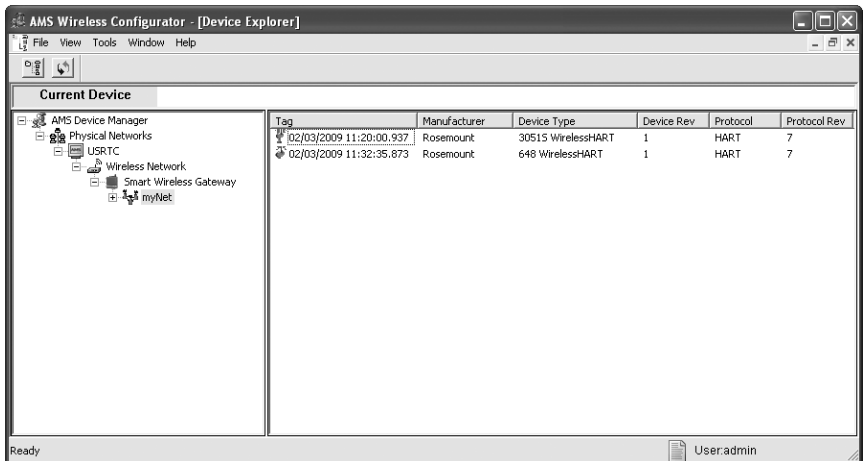 AMS Wireless Configurator - [Device Explorer]
File View Tools Window Help
Current Device
AMS Device Manager
Physical Networks
USRTC
Wireless Network
Smart Wireless Gateway
myNet
Tag Manufacturer Device Type Device Rev Protocol Protocol Rev
02/03/2009 11:20:00.937 Rosemount 3051S WirelessHART 1 HART 7
02/03/2009 11:32:35.873 Rosemount 648 WirelessHART 1 HART 7
Ready User:admin